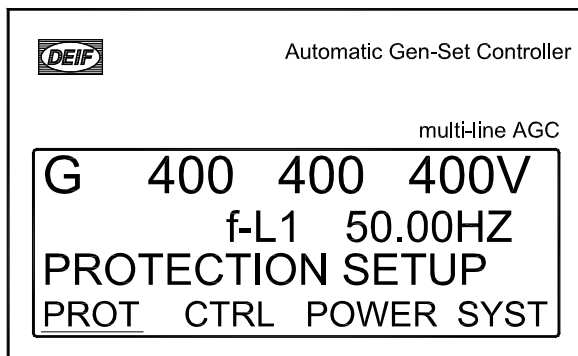 DEIF
Automatic Gen-Set Controller
multi-line AGC
G 400 400 400V
f-L1 50.00HZ
PROTECTION SETUP
PROT CTRL POWER SYST